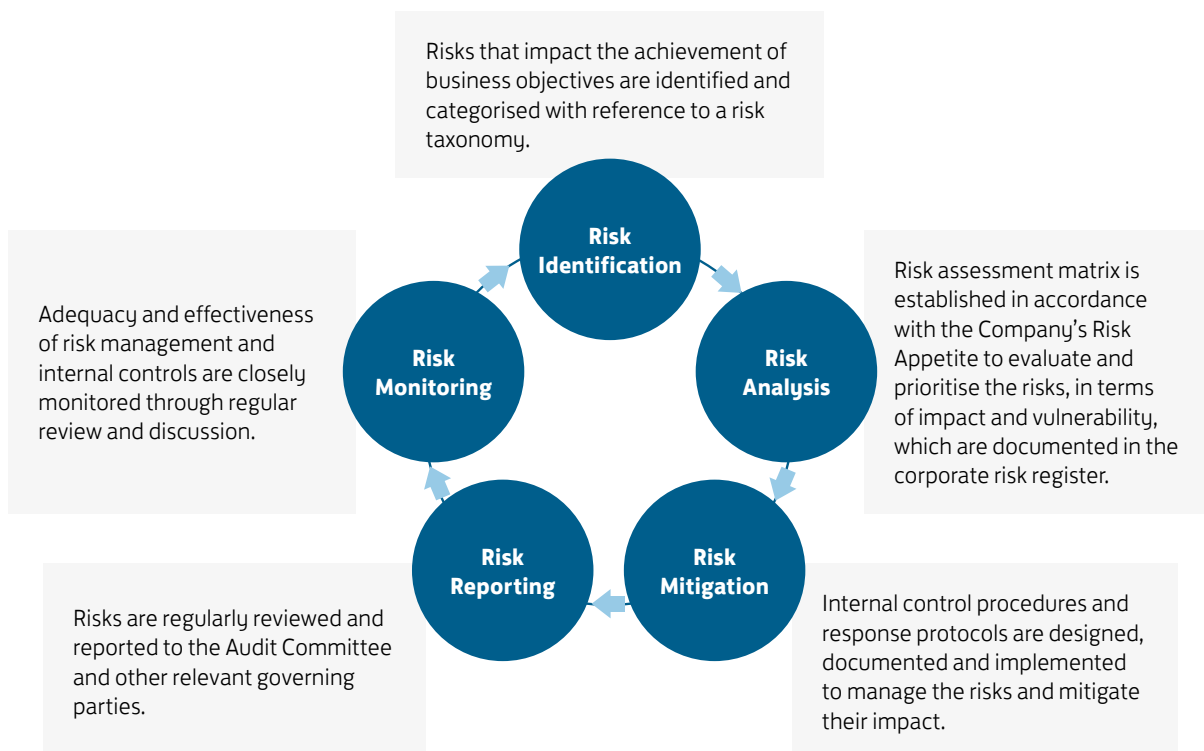 Risks that impact the achievement of
business objectives are identified and
categorised with reference to a risk
taxonomy.
Risk
Identification
Risk assessment matrix is
established in accordance
with the Company’s Risk
Appetite to evaluate and
prioritise the risks, in terms
of impact and vulnerability,
which are documented in the
corporate risk register.
Risk
Analysis
Internal control procedures and
response protocols are designed,
documented and implemented
to manage the risks and mitigate
their impact.
Risk
Mitigation
Risks are regularly reviewed and
reported to the Audit Committee
and other relevant governing
parties.
Risk
Reporting
Adequacy and effectiveness
of risk management and
internal controls are closely
monitored through regular
review and discussion.
Risk
Monitoring